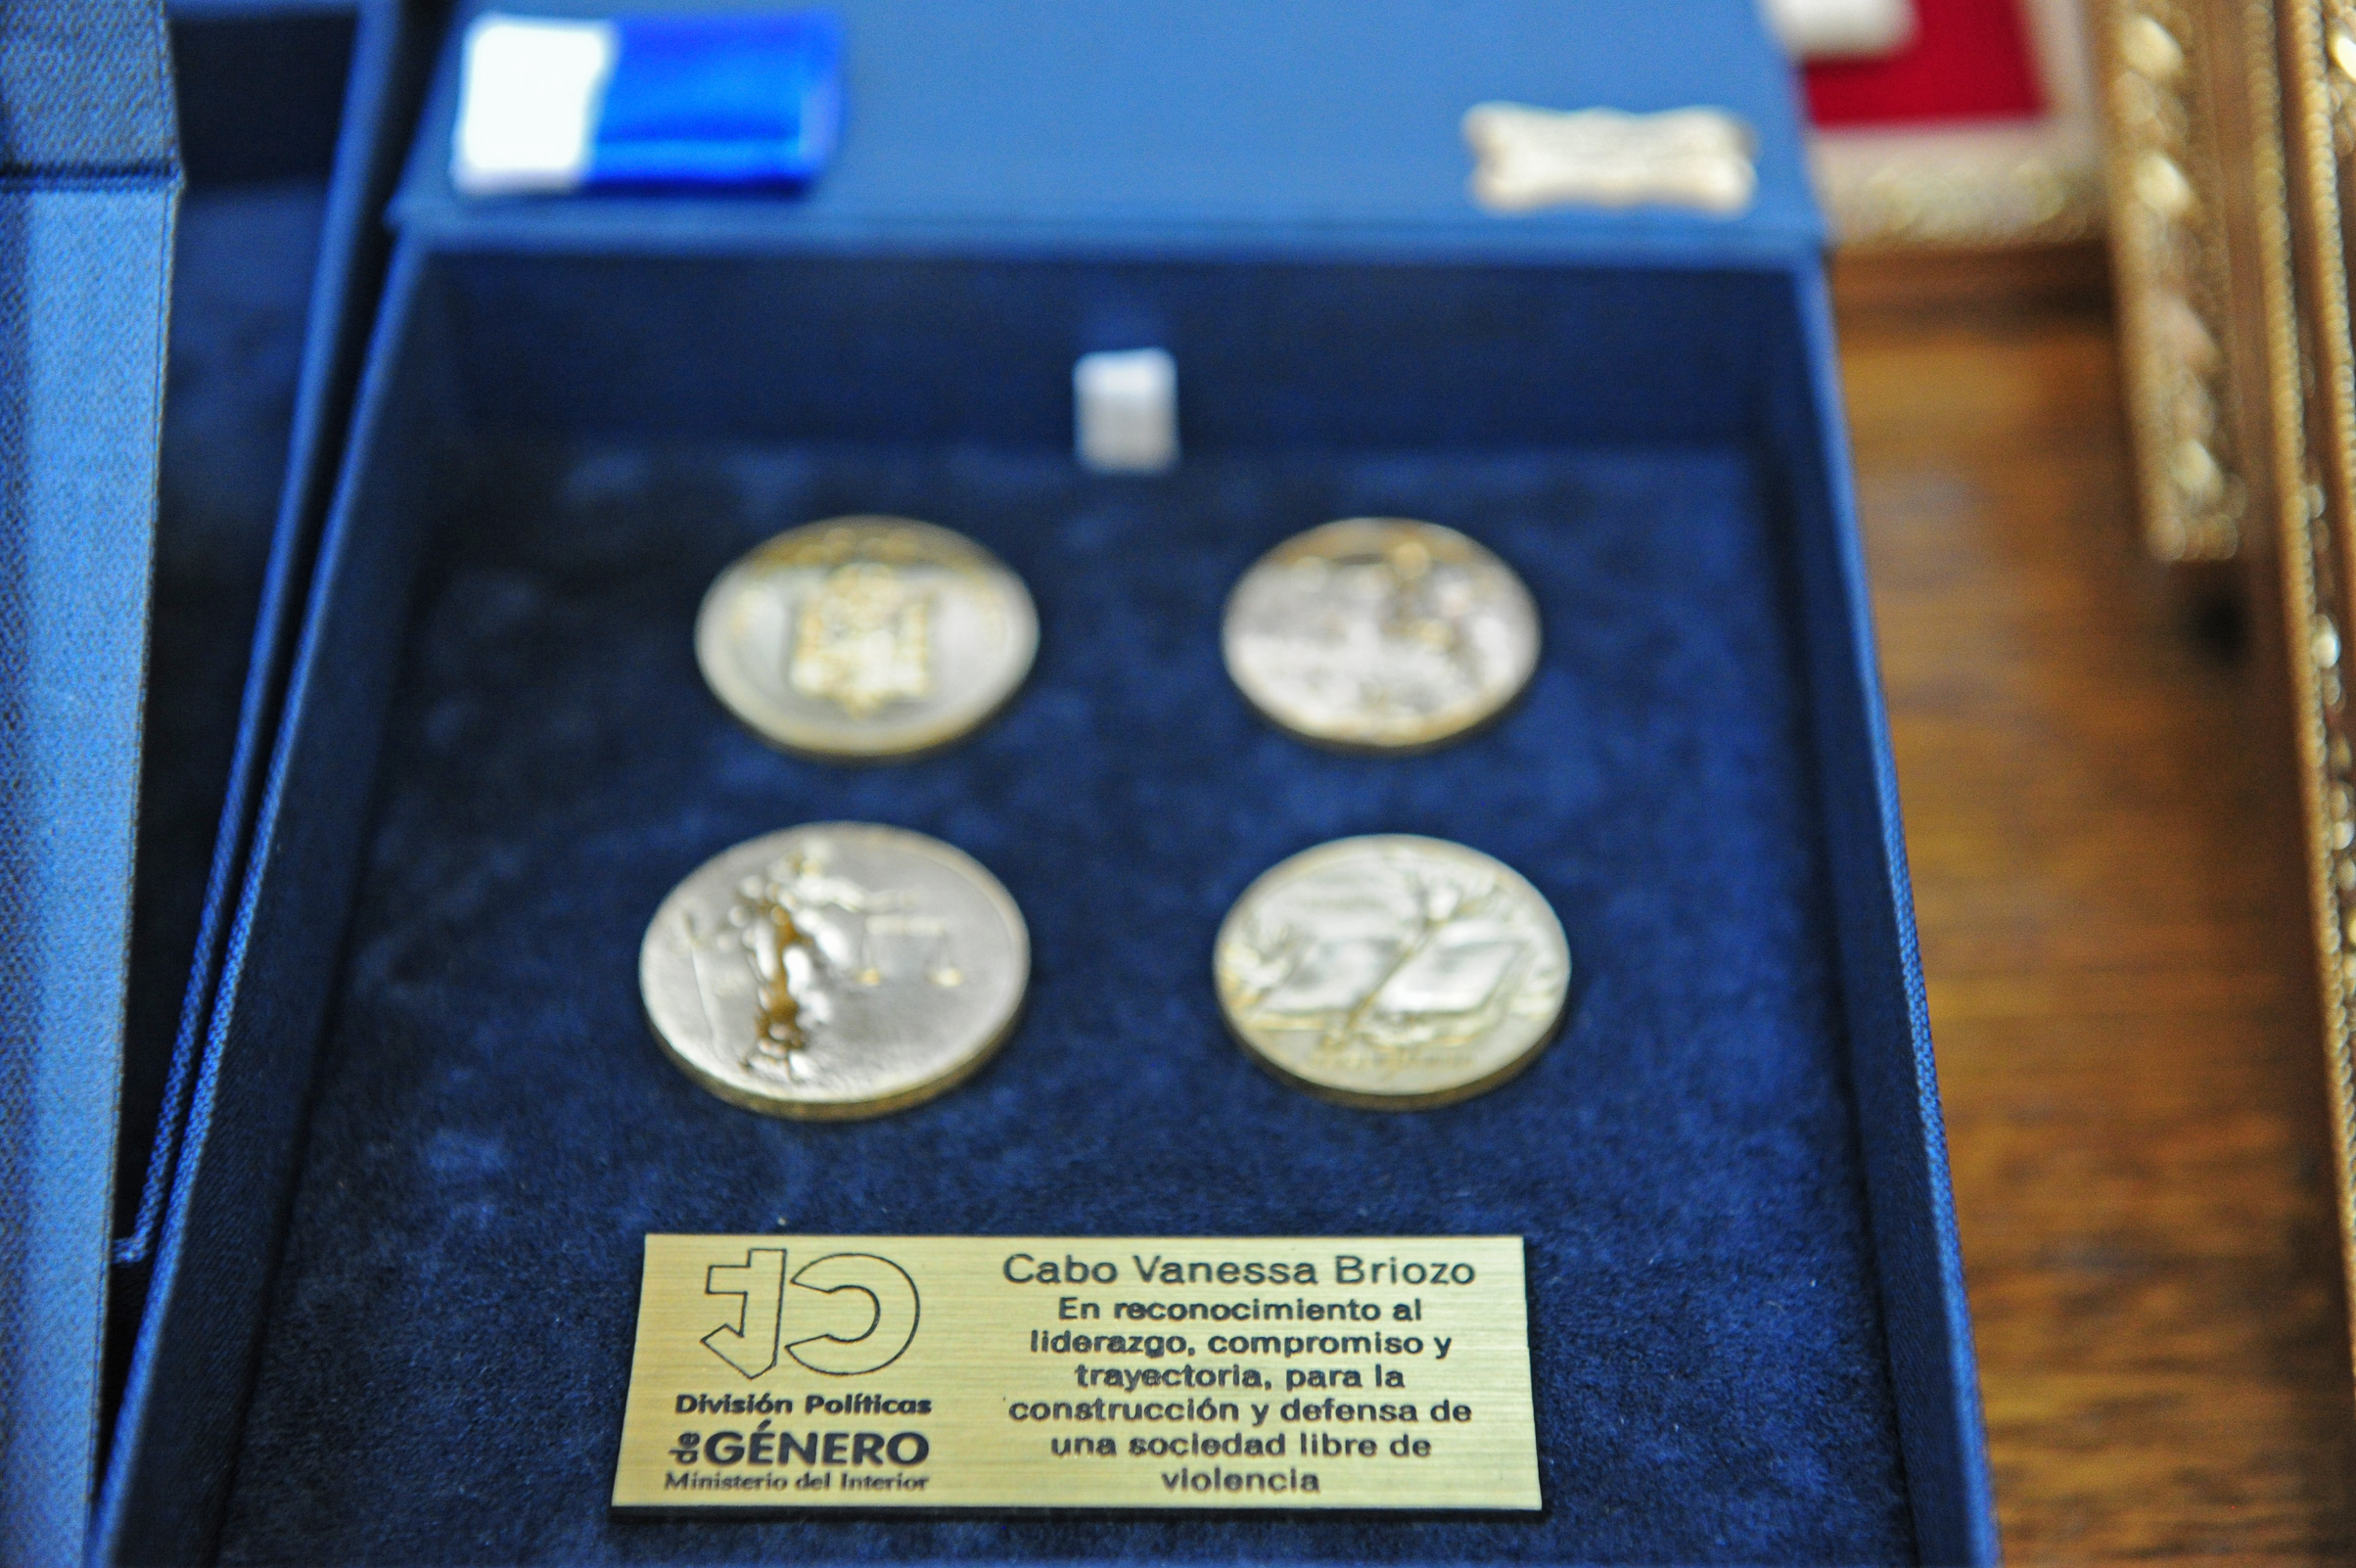 División Políticas
de GÉNERO
Ministerio del Interior
Cabo Vanessa Briozo
En reconocimiento al
liderazgo, compromiso y
trayectoria, para la
construcción y defensa de
una sociedad libre de
violencia